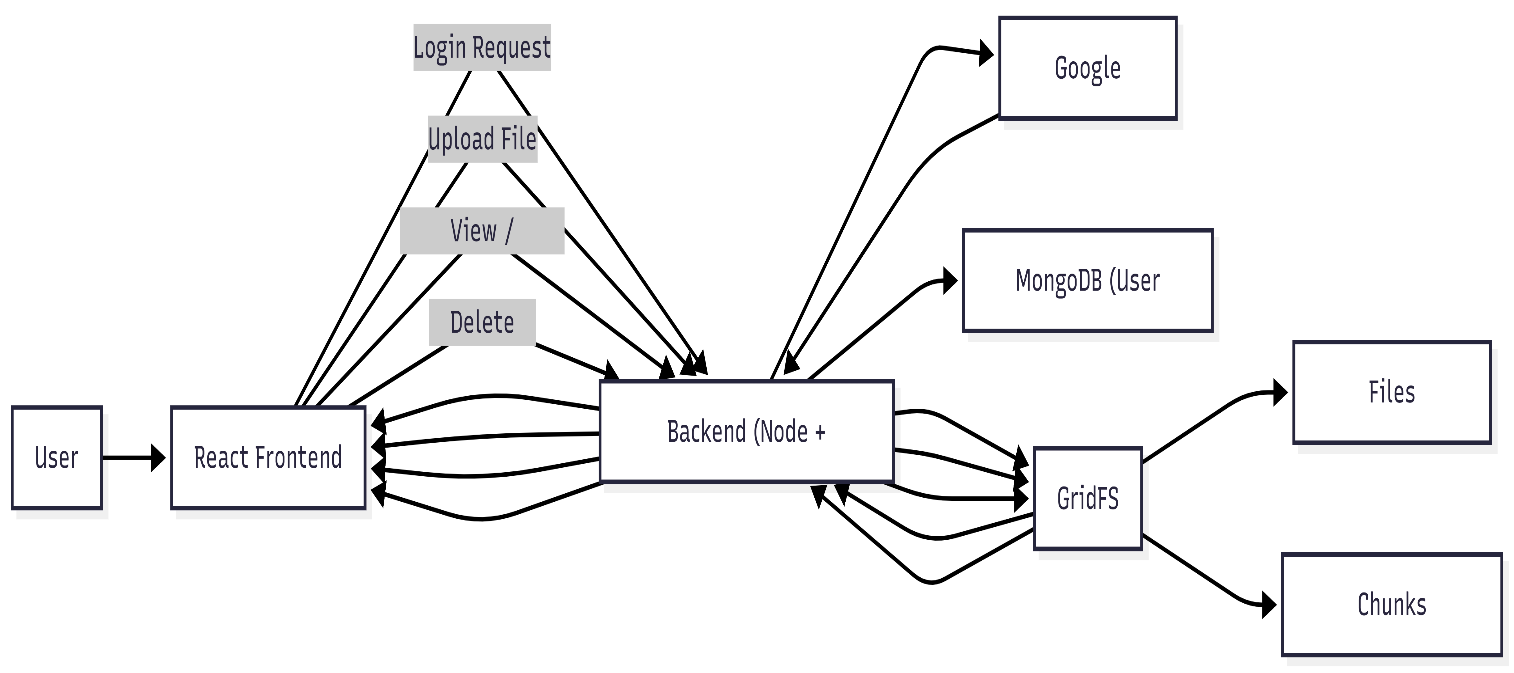 Login Request
Google
Upload File
View /
MongoDB (User
Delete
Files
User
React Frontend
Backend (Node +
GridFS
Chunks